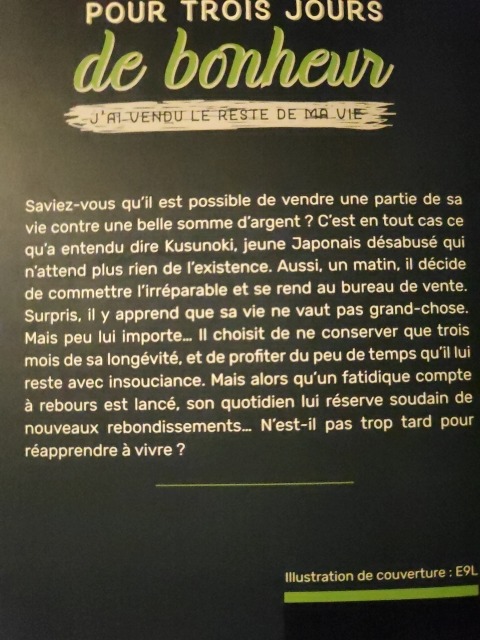 POUR TROIS JOURS
de bonheur
J'AI VENDU LE RESTE DE MA VIE
Saviez-vous qu'il est possible de vendre une partie de sa
vie contre une belle somme d'argent ? C'est en tout cas ce
qu'a entendu dire Kusunoki, jeune Japonais désabusé qui
n'attend plus rien de l'existence. Aussi, un matin, il décide
de commettre l'irréparable et se rend au bureau de vente.
Surpris, il y apprend que sa vie ne vaut pas grand-chose.
Mais peu lui importe... Il choisit de ne conserver que trois
mois de sa longévité, et de profiter du peu de temps qu'il lui
reste avec insouciance. Mais alors qu'un fatidique compte
à rebours est lancé, son quotidien lui réserve soudain de
nouveaux rebondissements... N'est-il pas trop tard pour
réapprendre à vivre ?
Illustration de couverture : E9L